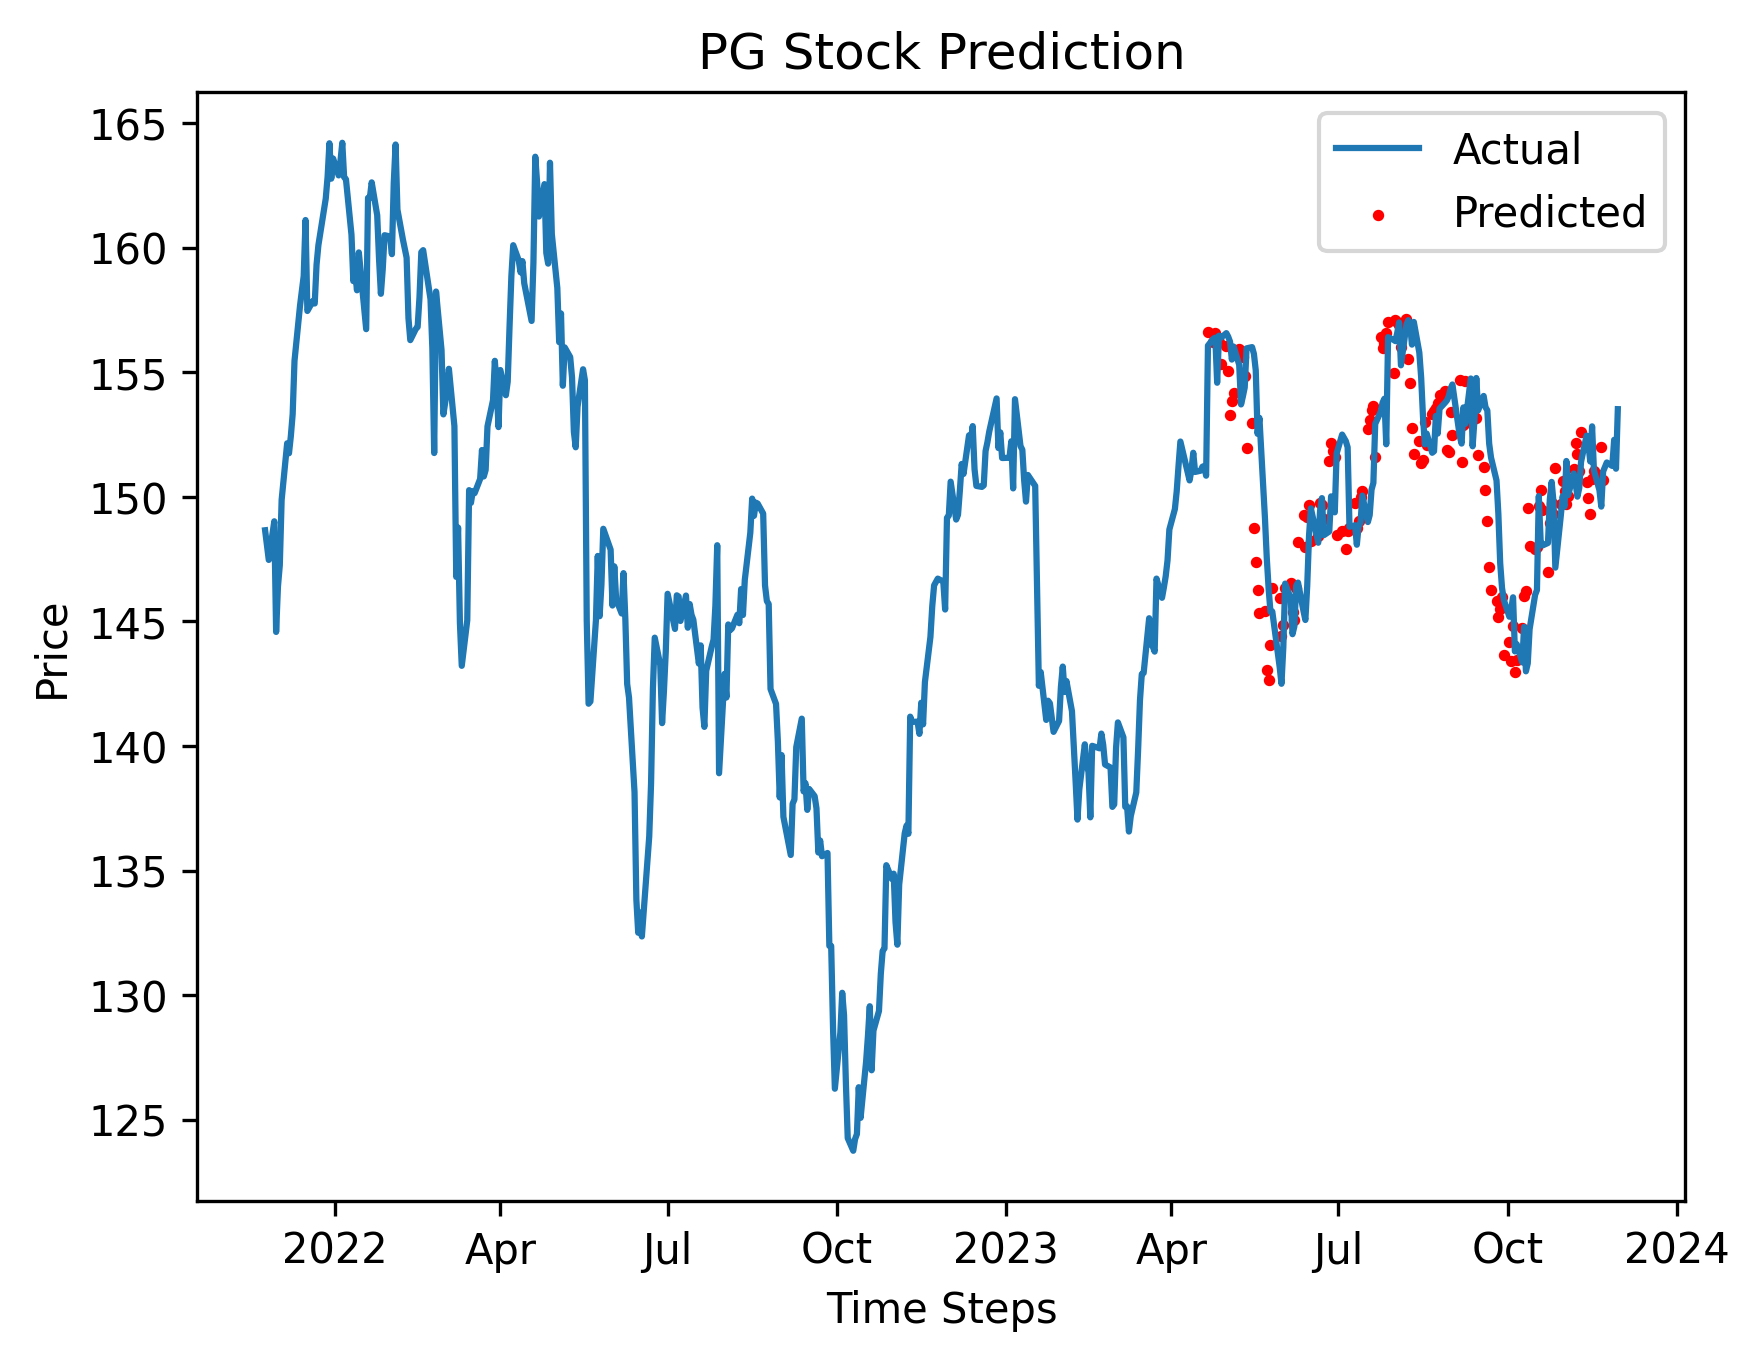 PG Stock Prediction
Actual
Predicted
Price
165
160
155
150
145
140
135
130
125
2022 Apr Jul Oct 2023 Apr Jul Oct 2024
Time Steps